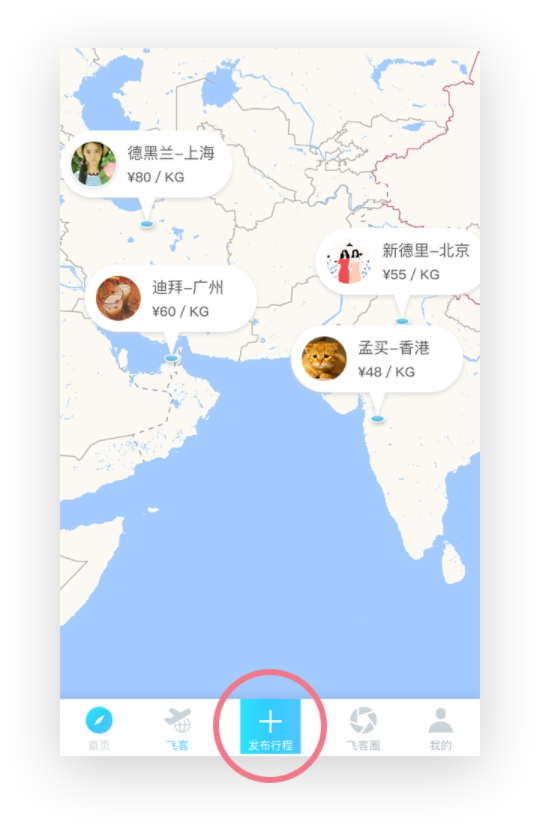 德黑兰-上海
¥80 / KG
新德里-北京
¥55 / KG
迪拜-广州
¥60 / KG
孟买-香港
¥48 / KG
首页
飞客
发布行程
飞客圈
我的